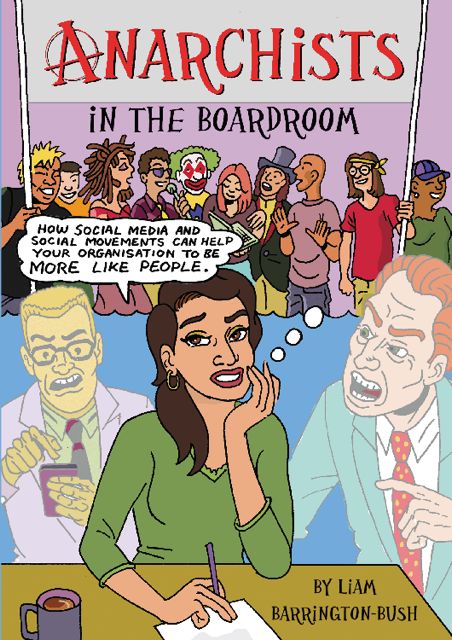 ANARCHiSTS
iN THE BOARDROOM
HOW SOCIAL MEDIA AND
SOCIAL MOVEMENTS CAN HELP
YOUR ORGANISATION TO BE
MORE LIKE PEOPLE.
BY LiAM
BARRINGTON-BUSH